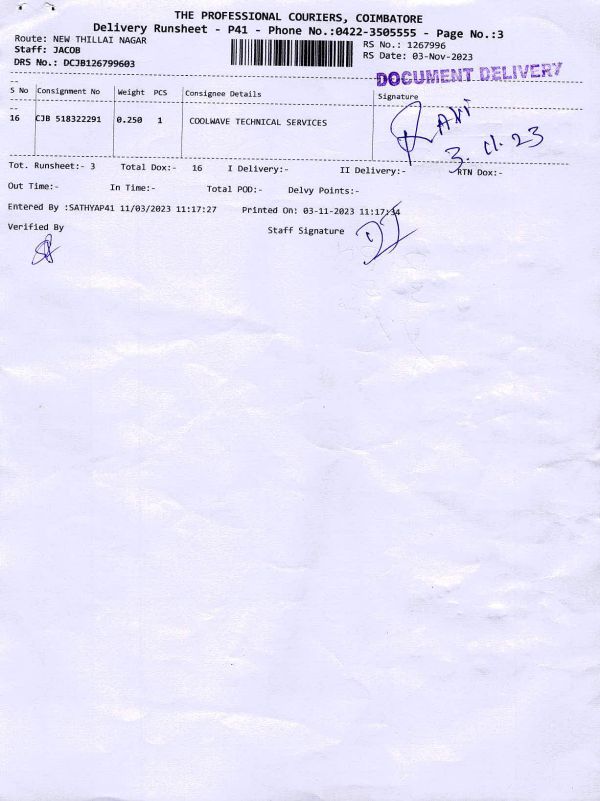 THE PROFESSIONAL COURIERS, COIMBATORE
Delivery Runsheet - P41 - Phone No.:0422-3505555 - Page No.:3
Route: NEW THILLAI NAGAR
RS No.: 1267996
Staff: JACOB
RS Date: 03-Nov-2023
DRS No.: DCJB126799603
DOCUMENT DELIVERY
S No Consignment No Weight PCS Consignee Details Signature
16 CJB 518322291 0.250 1 COOLWAVE TECHNICAL SERVICES
RAVI
3.11.23
Tot. Runsheet:- 3 Total Dox:- 16 I Delivery:- II Delivery:- RTN Dox:-
Out Time:- In Time:- Total POD:- Delvy Points:-
Entered By :SATHYAP41 11/03/2023 11:17:27 Printed On: 03-11-2023 11:17:34
Verified By Staff Signature